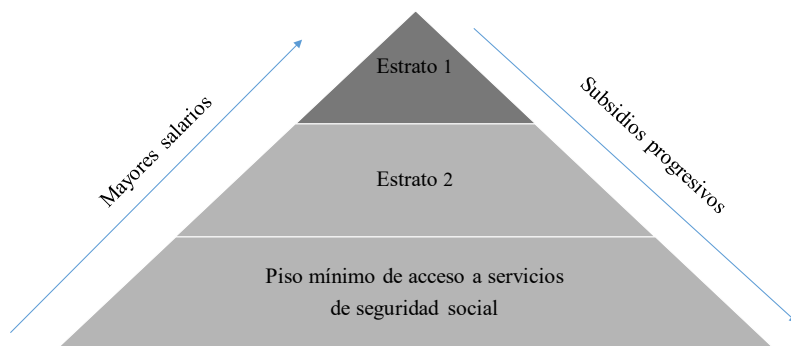 Estrato 1
Mayores salarios
Subsidios progresivos
Estrato 2
Piso mínimo de acceso a servicios
de seguridad social